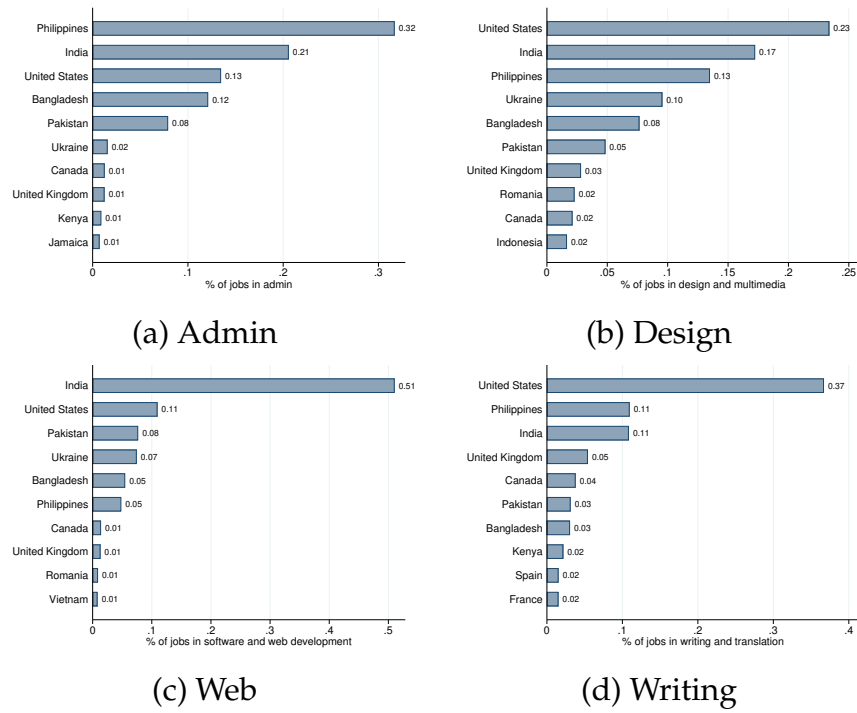 Philippines 0.32
India 0.21
United States 0.13
Bangladesh 0.12
Pakistan 0.08
Ukraine 0.02
Canada 0.01
United Kingdom 0.01
Kenya 0.01
Jamaica 0.01
0 .1 .2 .3
% of jobs in admin
(a) Admin
United States 0.23
India 0.17
Philippines 0.13
Ukraine 0.10
Bangladesh 0.08
Pakistan 0.05
United Kingdom 0.03
Romania 0.02
Canada 0.02
Indonesia 0.02
0 .05 .1 .15 .2 .25
% of jobs in design and multimedia
(b) Design
India 0.51
United States 0.11
Pakistan 0.08
Ukraine 0.07
Bangladesh 0.05
Philippines 0.05
Canada 0.01
United Kingdom 0.01
Romania 0.01
Vietnam 0.01
0 .1 .2 .3 .4 .5
% of jobs in software and web development
(c) Web
United States 0.37
Philippines 0.11
India 0.11
United Kingdom 0.05
Canada 0.04
Pakistan 0.03
Bangladesh 0.03
Kenya 0.02
Spain 0.02
France 0.02
0 .1 .2 .3 .4
% of jobs in writing and translation
(d) Writing